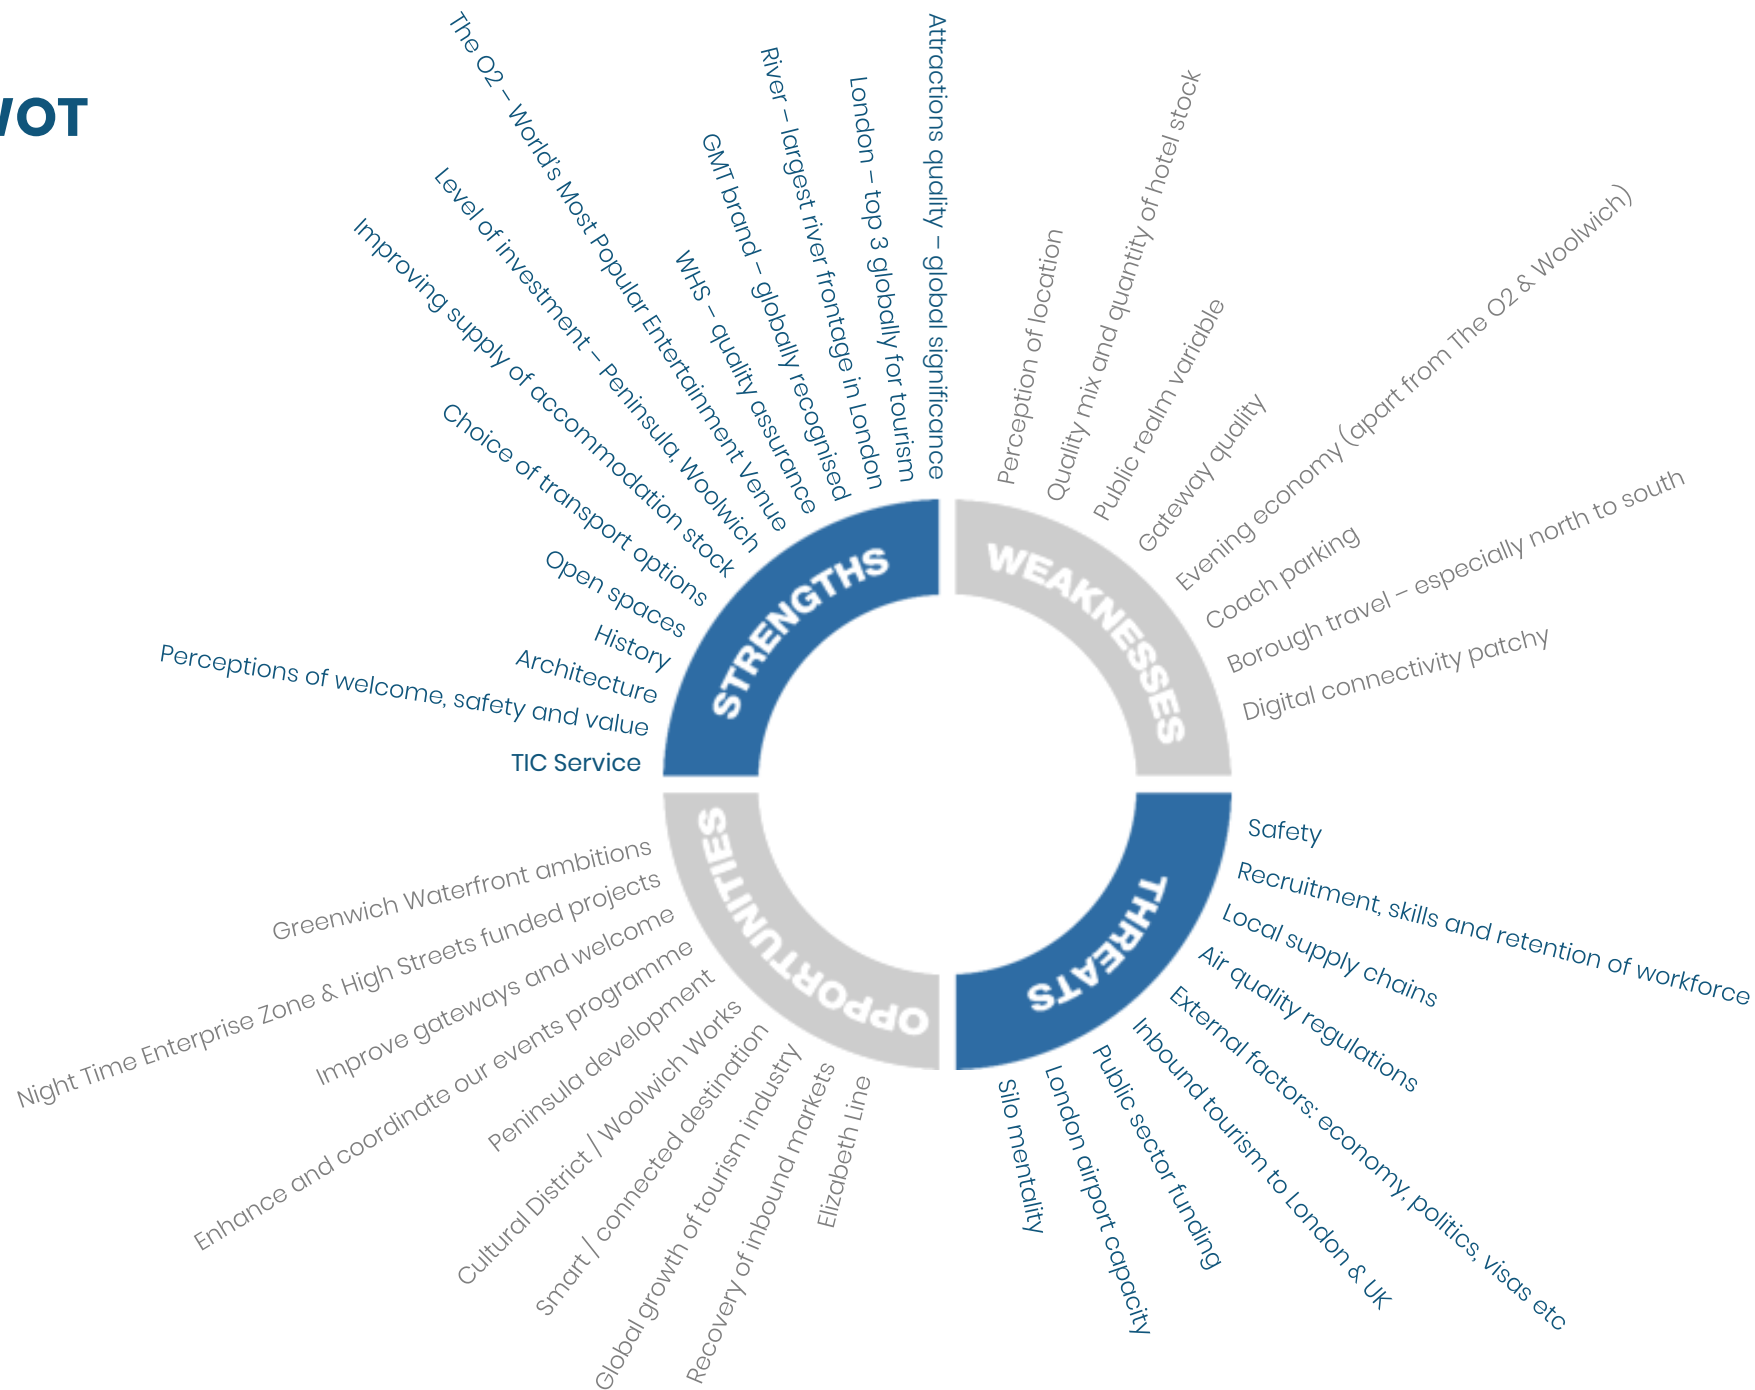 WOT
STRENGTHS
TIC Service
Perceptions of welcome, safety and value
Architecture
History
Open spaces
Choice of transport options
Improving supply of accommodation stock
Level of investment – Peninsula, Woolwich
The O2 – World's Most Popular Entertainment Venue
WHS – quality assurance
GMT brand – globally recognised
River – largest river frontage in London
London – top 3 globally for tourism
Attractions quality – global significance
WEAKNESSES
Perception of location
Quality mix and quantity of hotel stock
Public realm variable
Gateway quality
Evening economy (apart from The O2 & Woolwich)
Coach parking
Borough travel – especially north to south
Digital connectivity patchy
OPPORTUNITIES
Greenwich Waterfront ambitions
Night Time Enterprise Zone & High Streets funded projects
Improve gateways and welcome
Enhance and coordinate our events programme
Peninsula development
Cultural District / Woolwich Works
Smart / connected destination
Global growth of tourism industry
Recovery of inbound markets
Elizabeth Line
THREATS
Safety
Recruitment, skills and retention of workforce
Local supply chains
Air quality regulations
External factors: economy, politics, visas etc
Inbound tourism to London & UK
Public sector funding
London airport capacity
Silo mentality